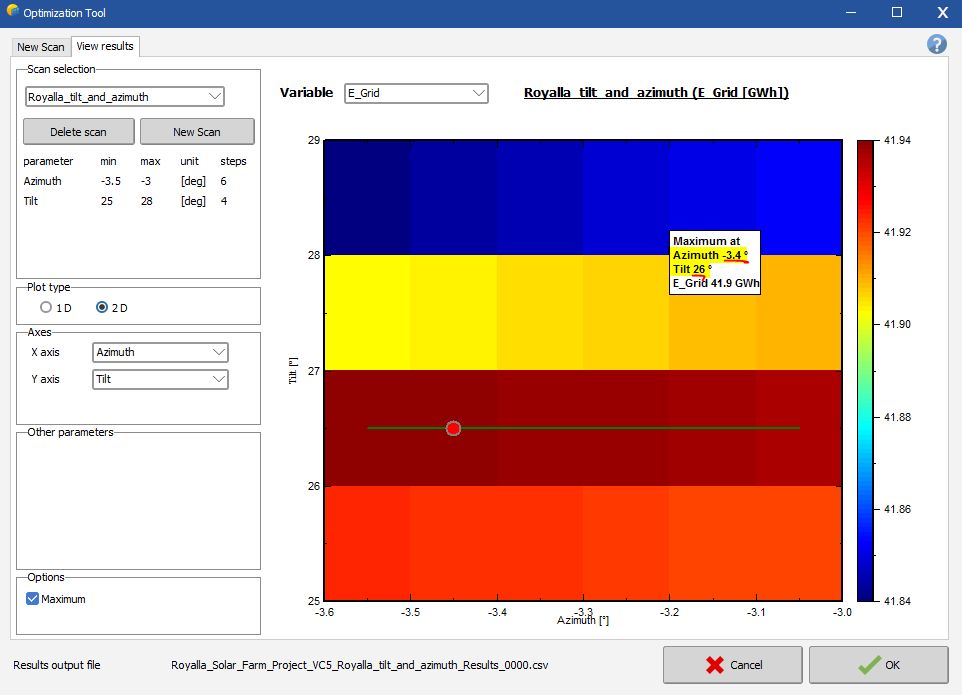 Optimization Tool
New Scan
View results
?
Scan selection
Royalla_tilt_and_azimuth
Delete scan
New Scan
parameter min max unit steps
Azimuth -3.5 -3 [deg] 6
Tilt 25 28 [deg] 4
Plot type
1 D
2 D
Axes
X axis Azimuth
Y axis Tilt
Other parameters
Options
Maximum
Variable E_Grid
Royalla_tilt_and_azimuth (E_Grid [GWh])
29
28
27
26
25
Tilt [°]
Maximum at
Azimuth -3.4 °
Tilt 26 °
E_Grid 41.9 GWh
-3.6 -3.5 -3.4 -3.3 -3.2 -3.1 -3.0
Azimuth [°]
41.94
41.92
41.90
41.88
41.86
41.84
Results output file Royalla_Solar_Farm_Project_VC5_Royalla_tilt_and_azimuth_Results_0000.csv
Cancel
OK